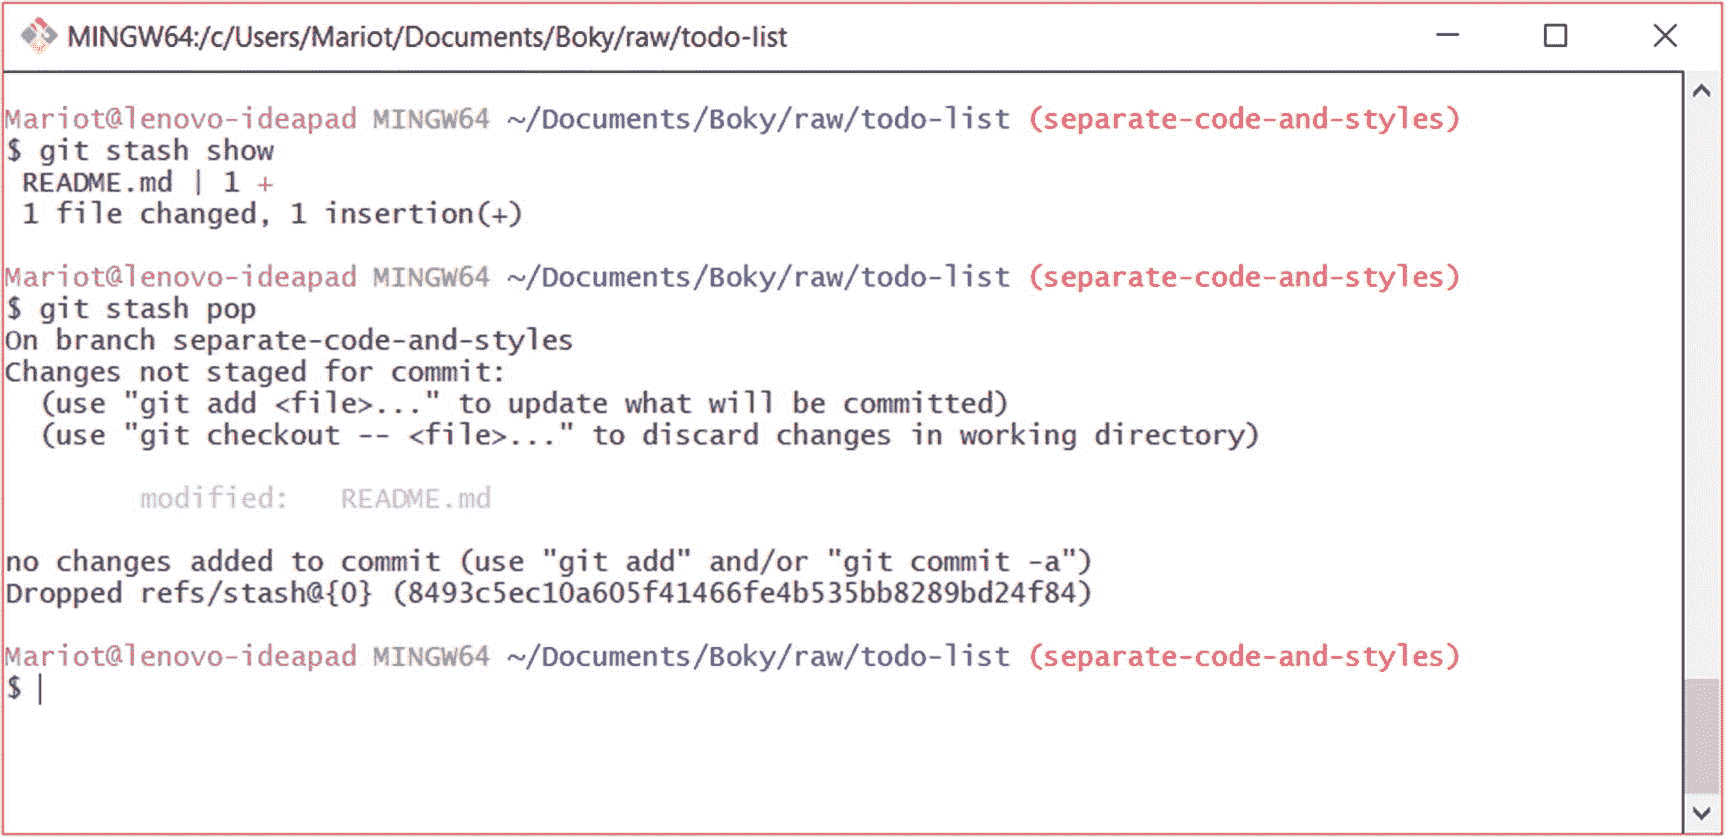 MINGW64:/c/Users/Mariot/Documents/Boky/raw/todo-list
Mariot@lenovo-ideapad MINGW64 ~/Documents/Boky/raw/todo-list (separate-code-and-styles)
$ git stash show
README.md | 1 +
1 file changed, 1 insertion(+)
Mariot@lenovo-ideapad MINGW64 ~/Documents/Boky/raw/todo-list (separate-code-and-styles)
$ git stash pop
On branch separate-code-and-styles
Changes not staged for commit:
(use "git add <file>..." to update what will be committed)
(use "git checkout -- <file>..." to discard changes in working directory)
modified: README.md
no changes added to commit (use "git add" and/or "git commit -a")
Dropped refs/stash@{0} (8493c5ec10a605f41466fe4b535bb8289bd24f84)
Mariot@lenovo-ideapad MINGW64 ~/Documents/Boky/raw/todo-list (separate-code-and-styles)
$